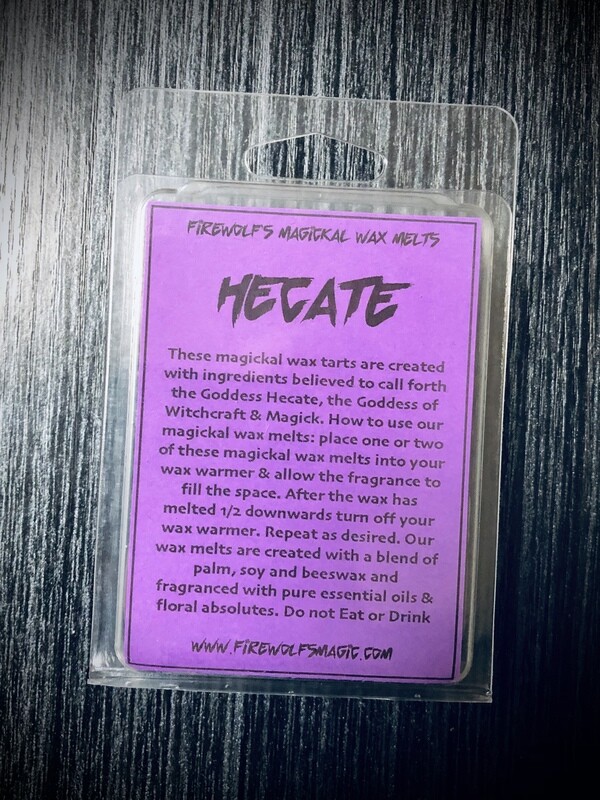 FIREWOLF'S MAGICKAL WAX MELTS
HECATE
These magickal wax tarts are created
with ingredients believed to call forth
the Goddess Hecate, the Goddess of
Witchcraft & Magick. How to use our
magickal wax melts: place one or two
of these magickal wax melts into your
wax warmer & allow the fragrance to
fill the space. After the wax has
melted 1/2 downwards turn off your
wax warmer. Repeat as desired. Our
wax melts are created with a blend of
palm, soy and beeswax and
fragranced with pure essential oils &
floral absolutes. Do not Eat or Drink
WWW.FIREWOLFSMAGIC.COM